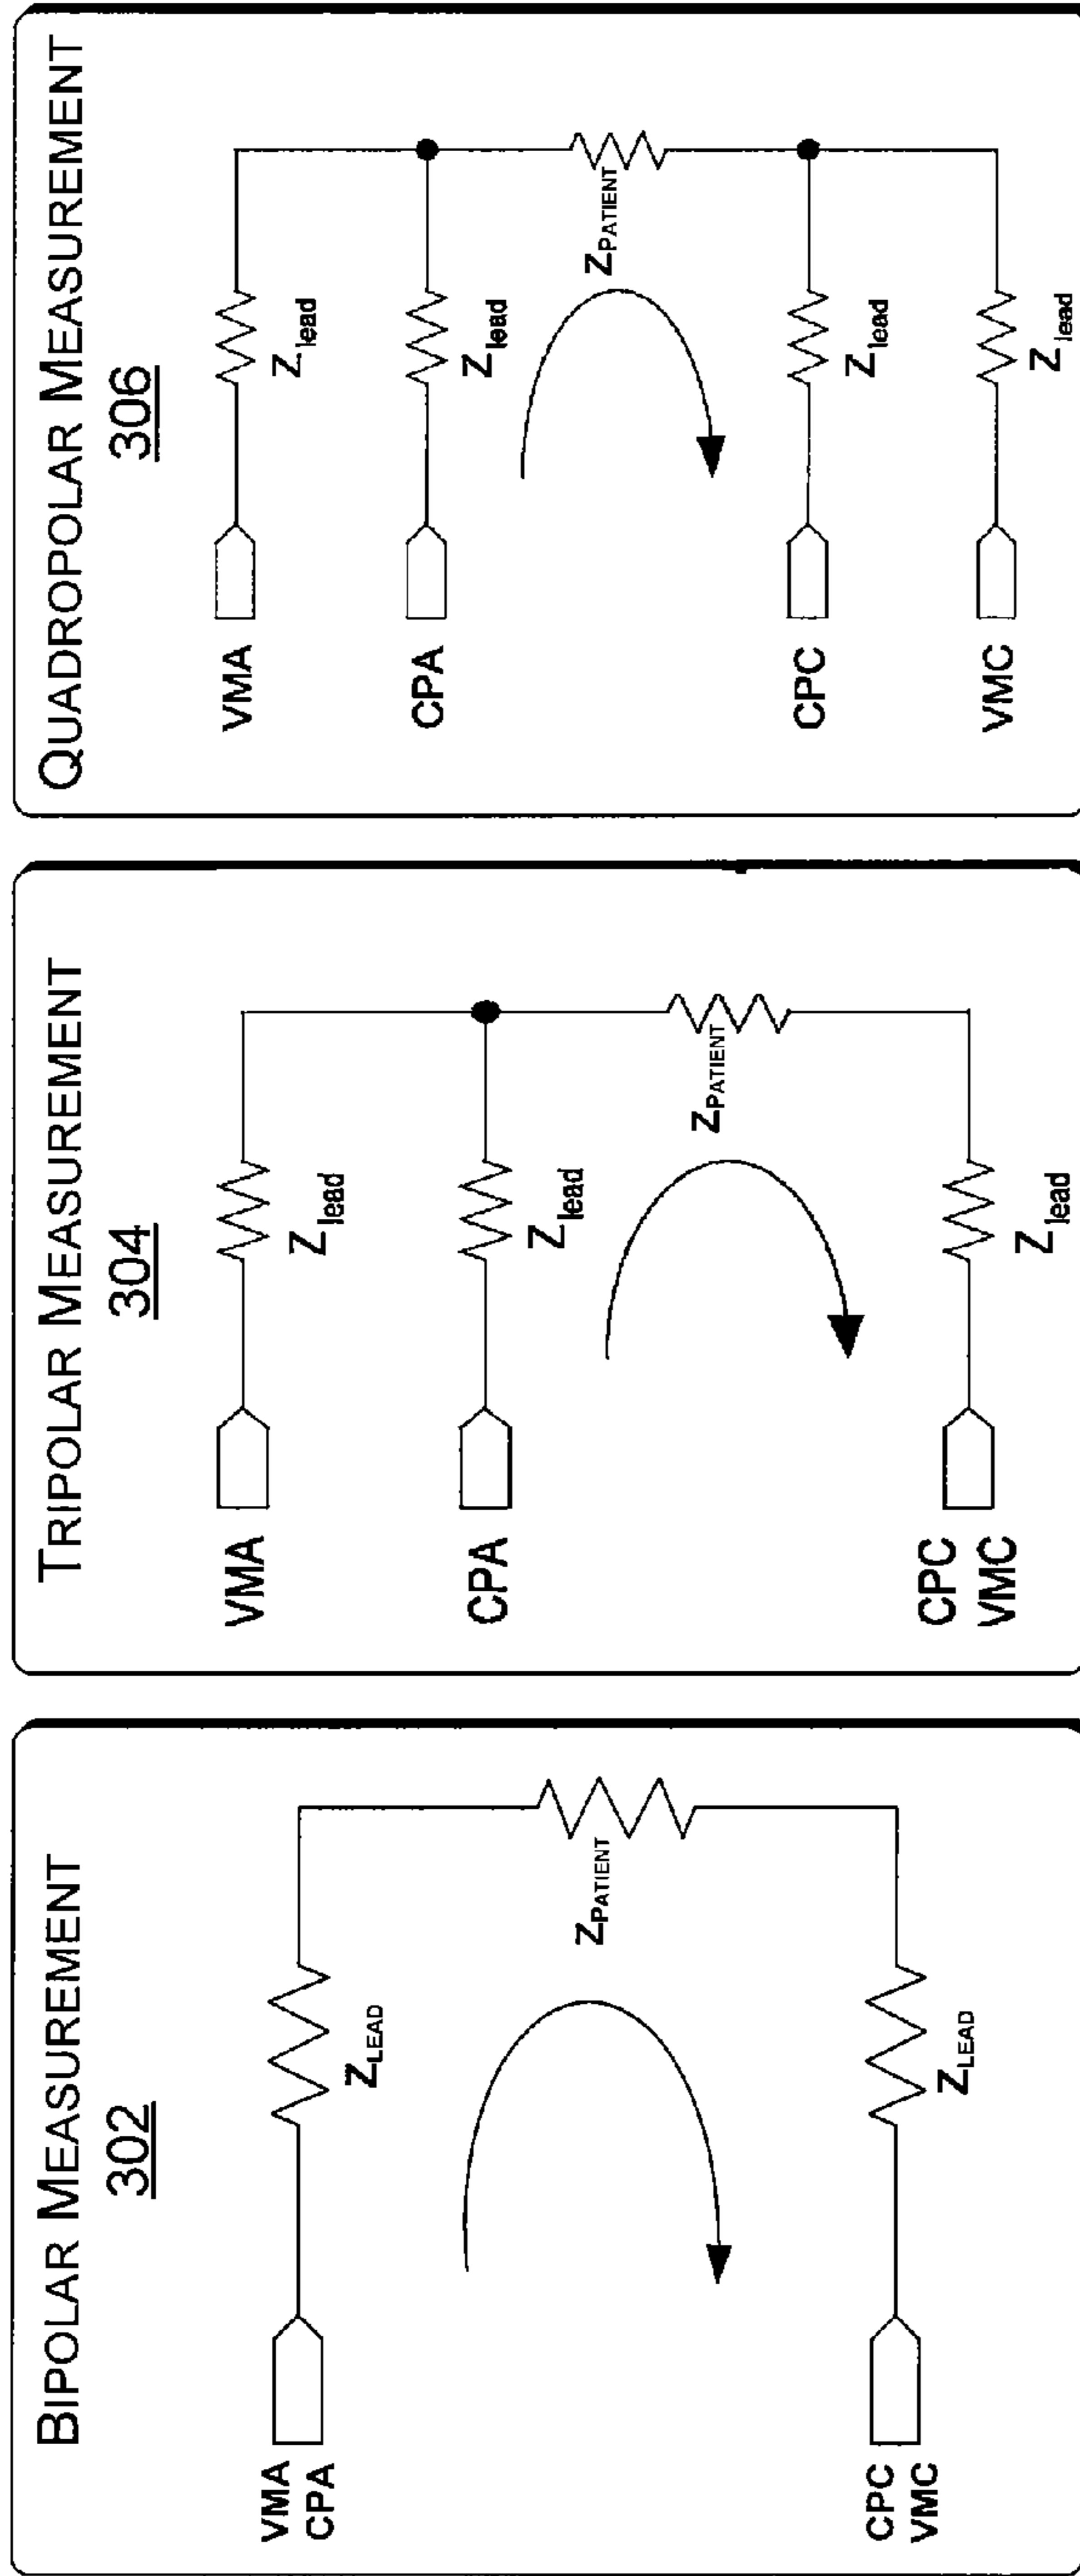 BIPOLAR MEASUREMENT
302
VMA
CPA
ZLEAD
ZPATIENT
CPC
VMC
ZLEAD
TRIPOLAR MEASUREMENT
304
VMA
Zlead
CPA
Zlead
ZPATIENT
CPC
VMC
Zlead
QUADROPOLAR MEASUREMENT
306
VMA
Zlead
CPA
Zlead
ZPATIENT
CPC
Zlead
VMC
Zlead